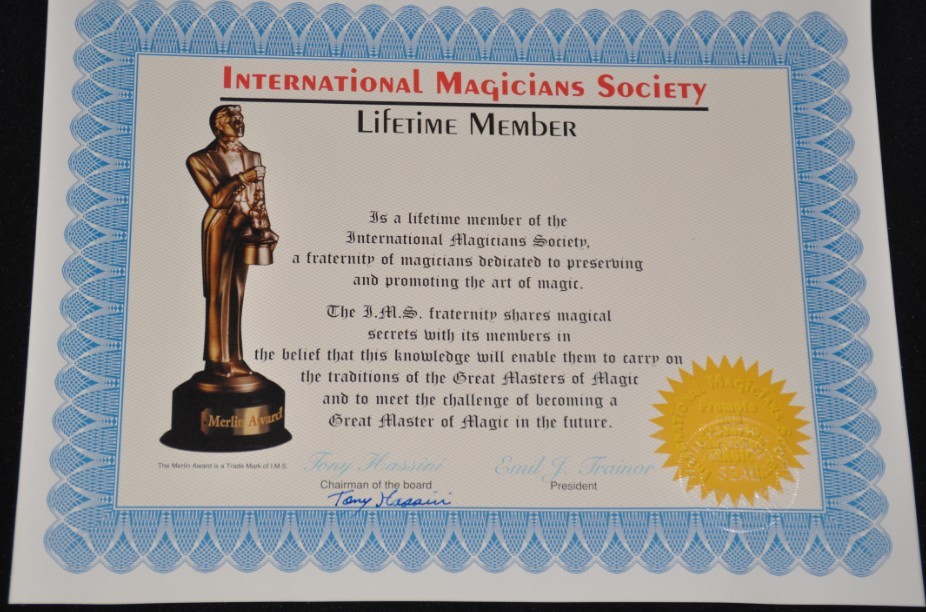 International Magicians Society
Lifetime Member
Is a lifetime member of the
International Magicians Society,
a fraternity of magicians dedicated to preserving
and promoting the art of magic.
The I.M.S. fraternity shares magical
secrets with its members in
the belief that this knowledge will enable them to carry on
the traditions of the Great Masters of Magic
and to meet the challenge of becoming a
Great Master of Magic in the future.
Merlin Award
The Merlin Award is a Trade Mark of I.M.S.
Tony Hassini
Chairman of the board
Tony Hassini
Emil J. Trainor
President